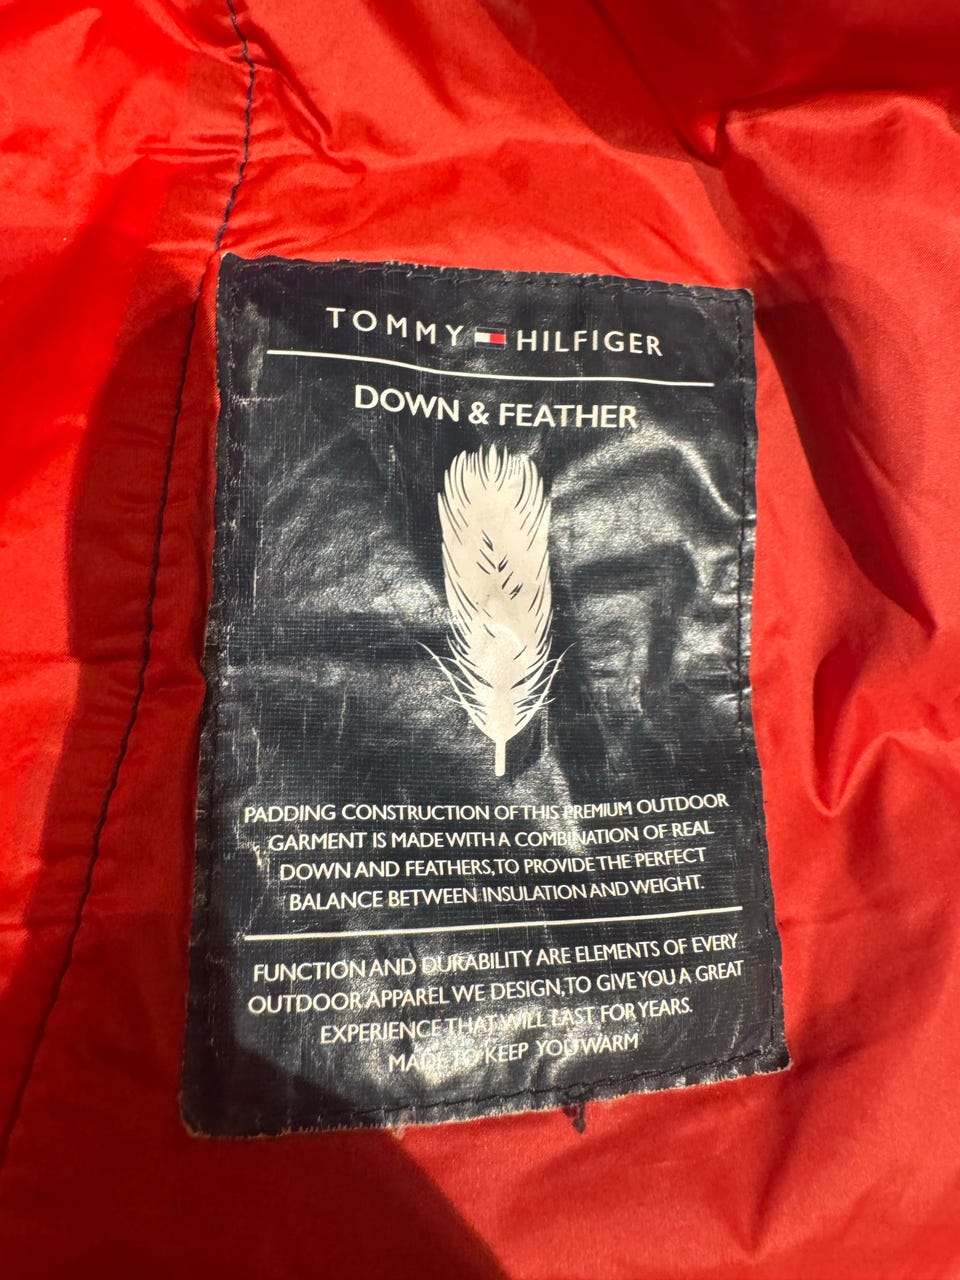 TOMMY HILFIGER
DOWN & FEATHER
PADDING CONSTRUCTION OF THIS PREMIUM OUTDOOR
GARMENT IS MADE WITH A COMBINATION OF REAL
DOWN AND FEATHERS, TO PROVIDE THE PERFECT
BALANCE BETWEEN INSULATION AND WEIGHT.
FUNCTION AND DURABILITY ARE ELEMENTS OF EVERY
OUTDOOR APPAREL WE DESIGN, TO GIVE YOU A GREAT
EXPERIENCE THAT WILL LAST FOR YEARS.
MADE TO KEEP YOU WARM